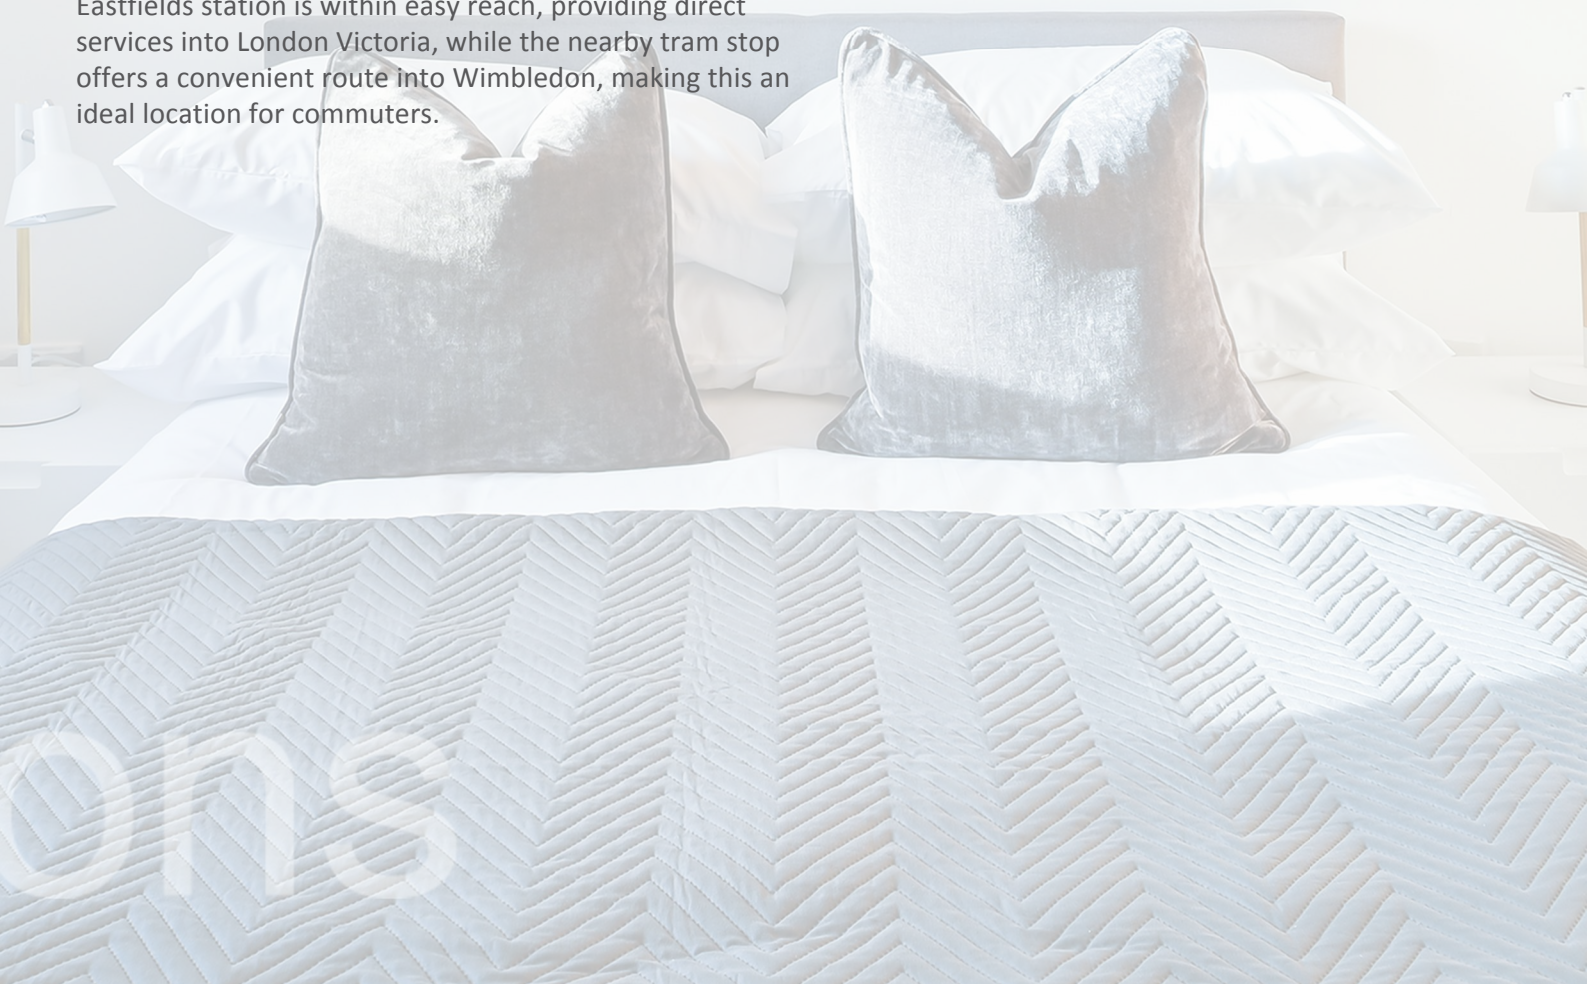 Eastfields station is within easy reach, providing direct
services into London Victoria, while the nearby tram stop
offers a convenient route into Wimbledon, making this an
ideal location for commuters.
ons